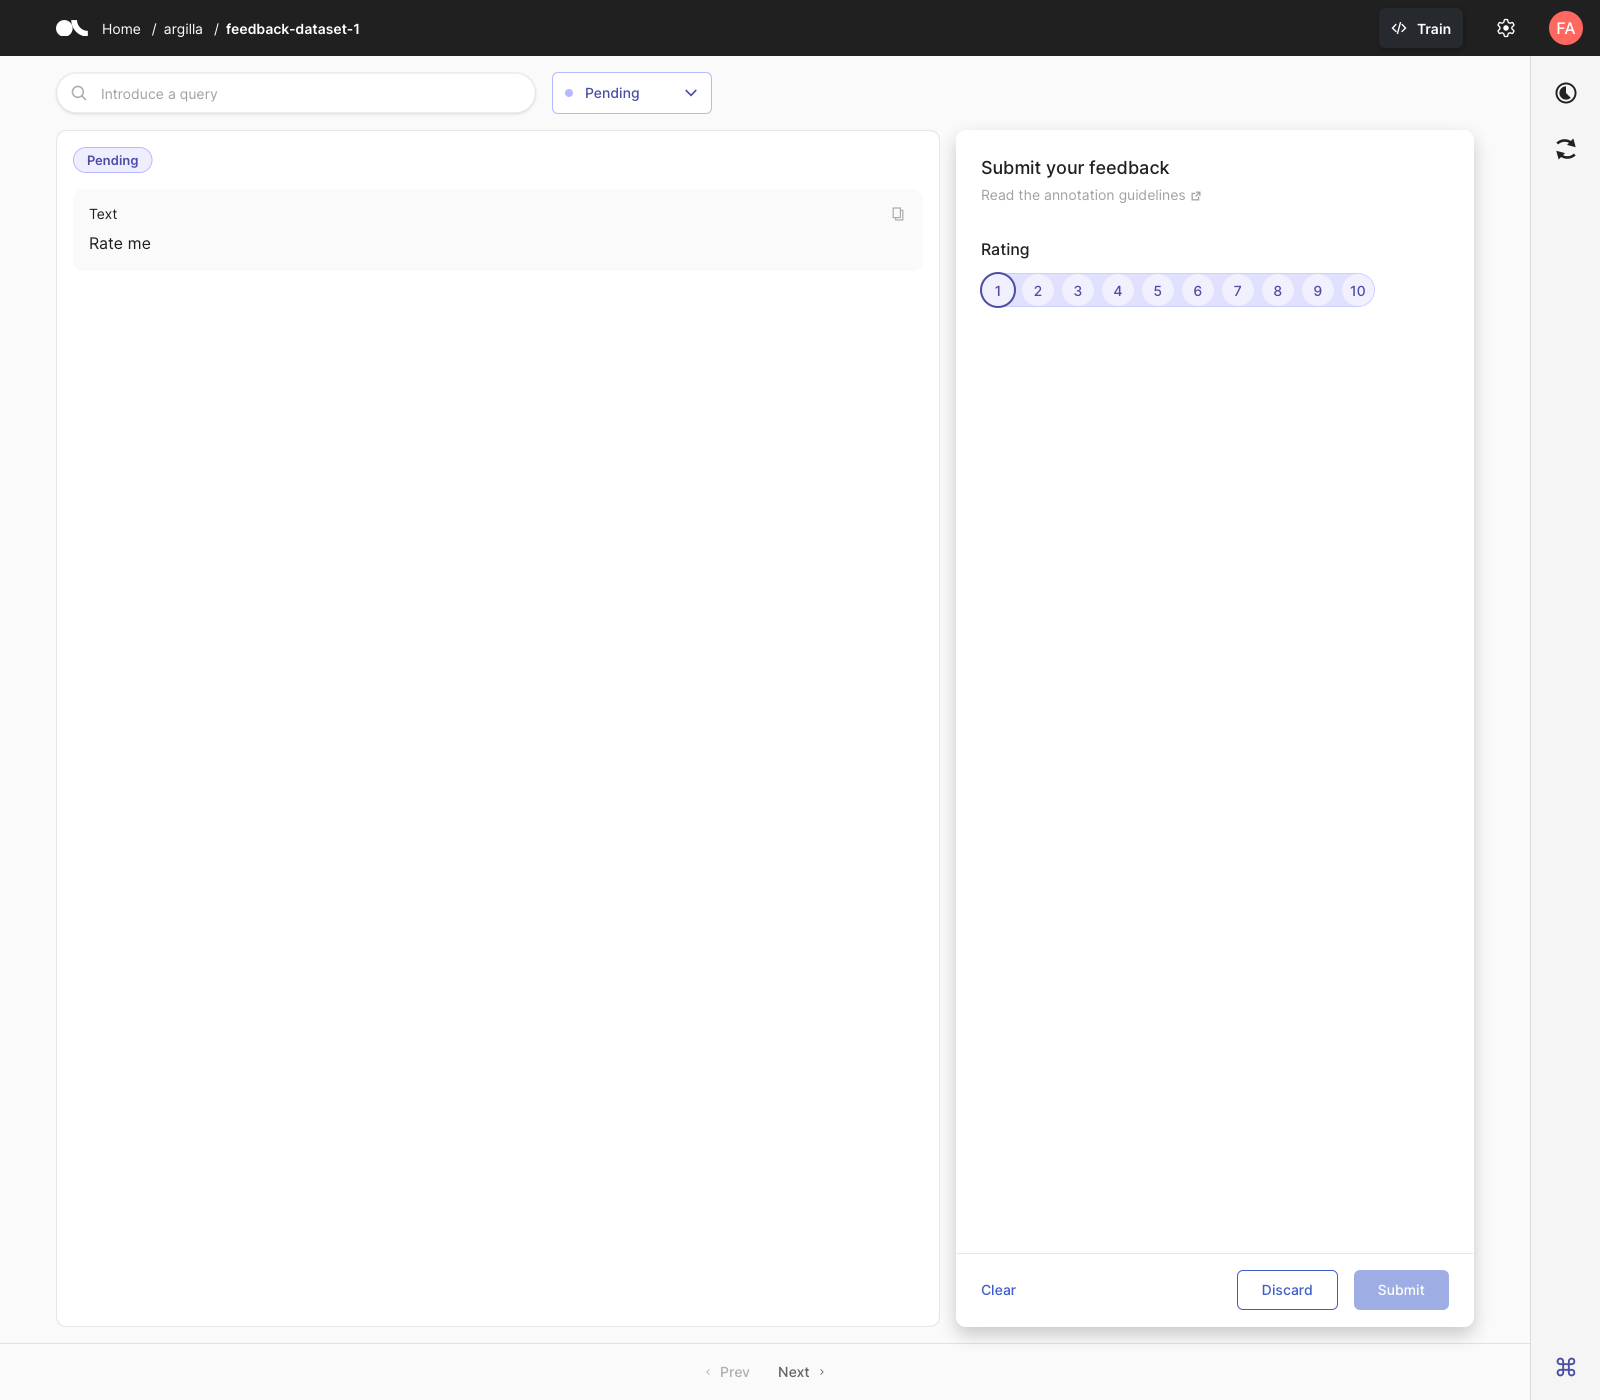 Home / argilla / feedback-dataset-1
Train
FA
Introduce a query
Pending
Pending
Text
Rate me
Submit your feedback
Read the annotation guidelines
Rating
1 2 3 4 5 6 7 8 9 10
Clear
Discard
Submit
Prev
Next